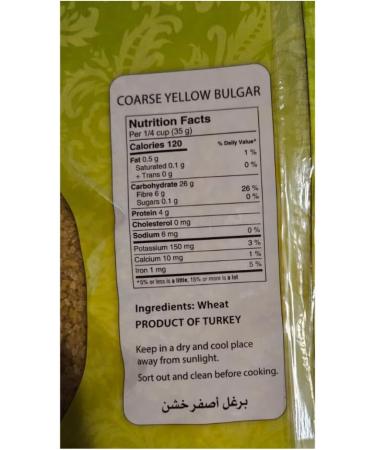 COARSE YELLOW BULGAR
Nutrition Facts
Per 1/4 cup (35 g)
Calories 120 % Daily Value*
Fat 0.5 g 1 %
Saturated 0.1 g 0 %
+ Trans 0 g
Carbohydrate 26 g
Fibre 6 g 26 %
Sugars 0.1 g 0 %
Protein 4 g
Cholesterol 0 mg
Sodium 6 mg 0 %
Potassium 150 mg 3 %
Calcium 10 mg 1 %
Iron 1 mg 5 %
*5% or less is a little, 15% or more is a lot
Ingredients: Wheat
PRODUCT OF TURKEY
Keep in a dry and cool place
away from sunlight.
Sort out and clean before cooking.
برغل أصفر خشن